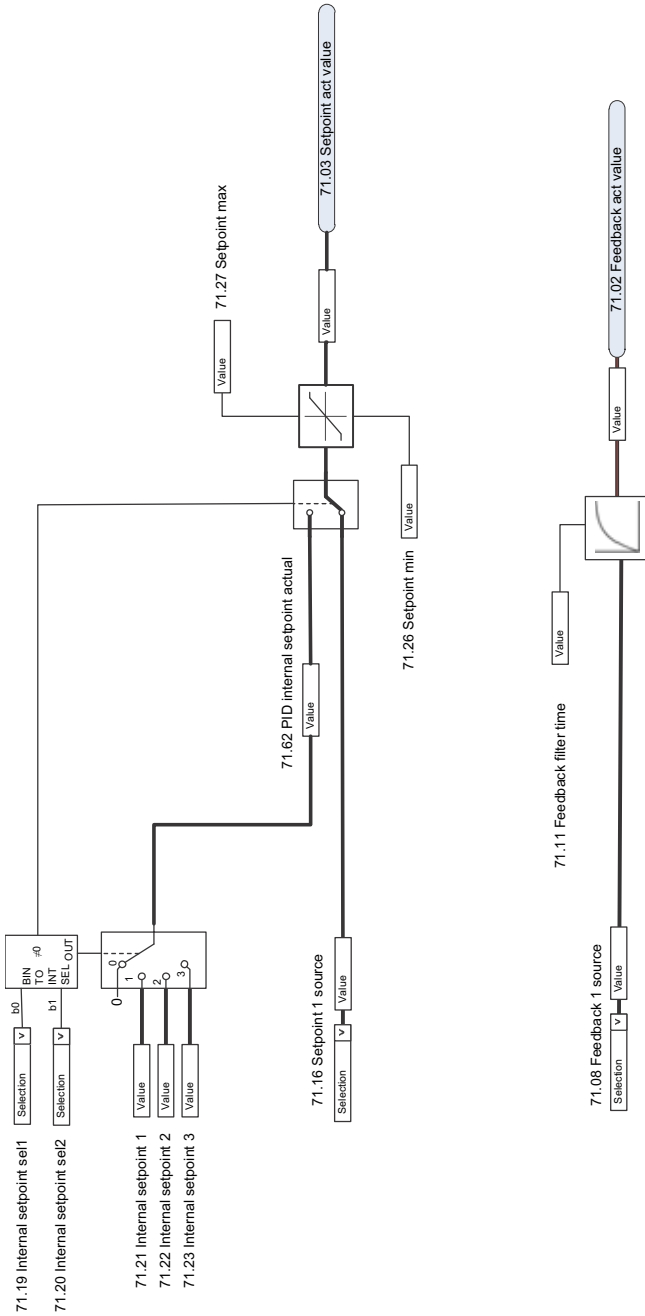 71.19 Internal setpoint sel1
Selection
v
b0
71.20 Internal setpoint sel2
Selection
v
b1
BIN
TO
INT
SEL
≠0
OUT
71.21 Internal setpoint 1
Value
71.22 Internal setpoint 2
Value
71.23 Internal setpoint 3
Value
0
0
1
2
3
71.62 PID internal setpoint actual
Value
71.16 Setpoint 1 source
Selection
v
Value
71.27 Setpoint max
Value
71.26 Setpoint min
Value
Value
71.03 Setpoint act value
71.08 Feedback 1 source
Selection
v
Value
71.11 Feedback filter time
Value
Value
71.02 Feedback act value